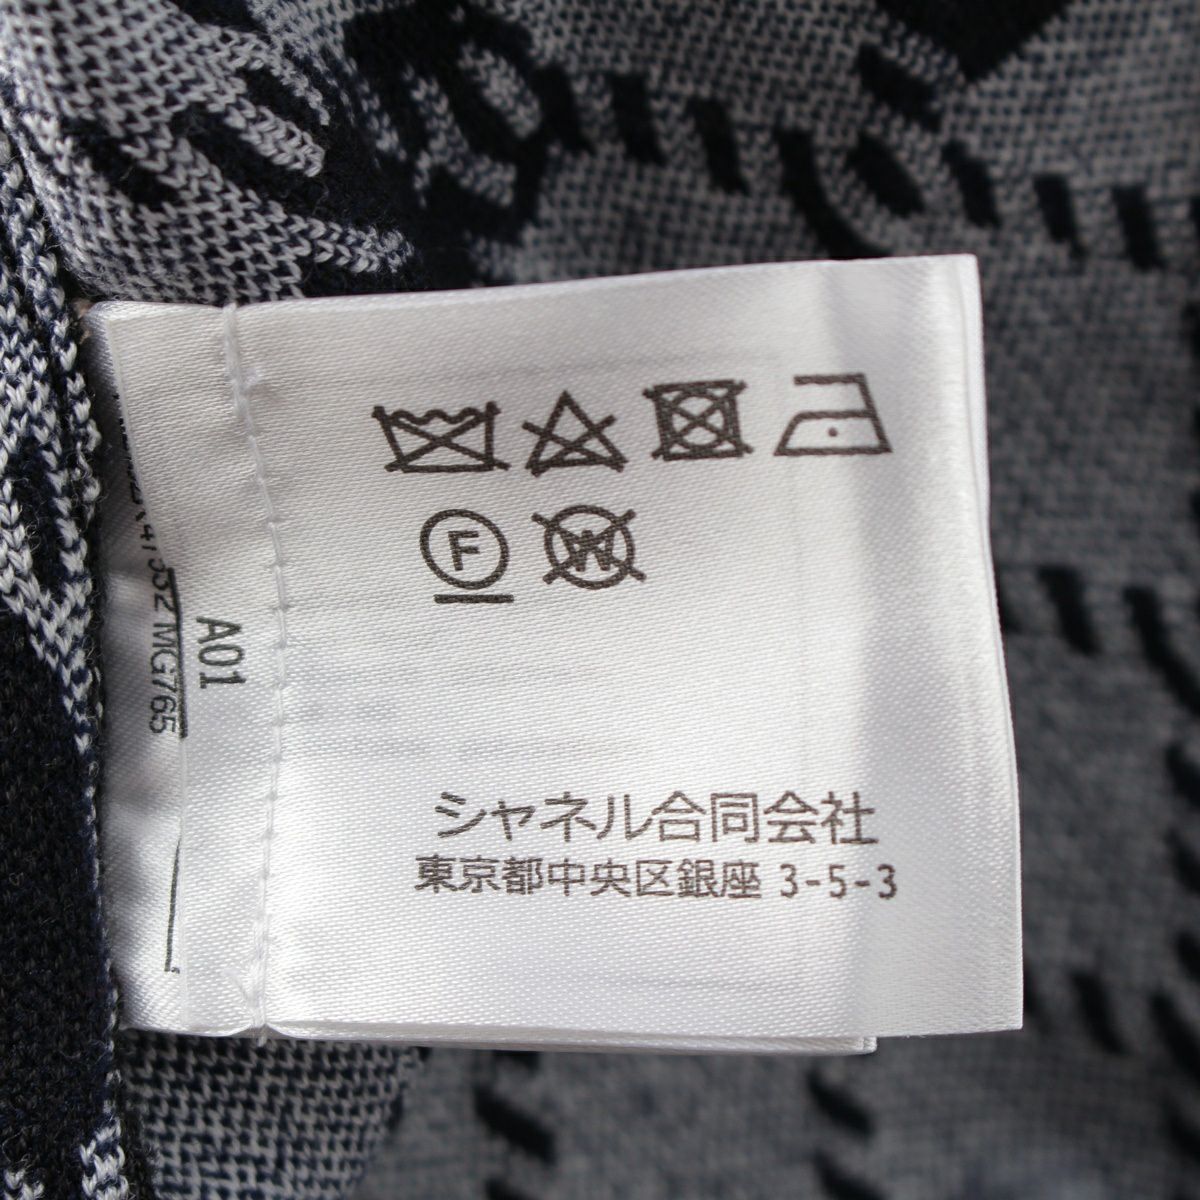 F W
シャネル合同会社
東京都中央区銀座 3-5-3
A01
MG765